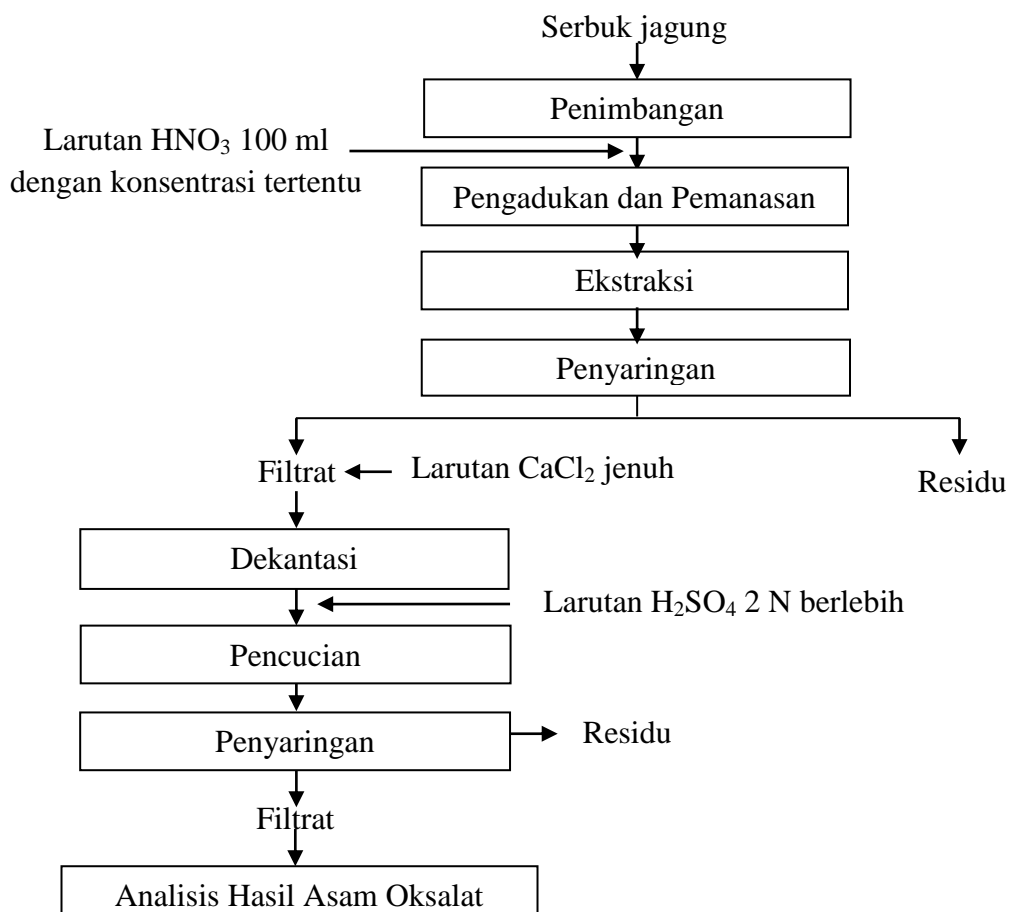 Serbuk jagung
Penimbangan
Larutan HNO₃ 100 ml
dengan konsentrasi tertentu
Pengadukan dan Pemanasan
Ekstraksi
Penyaringan
Filtrat
Larutan CaCl₂ jenuh
Residu
Dekantasi
Larutan H₂SO₄ 2 N berlebih
Pencucian
Penyaringan
Residu
Filtrat
Analisis Hasil Asam Oksalat